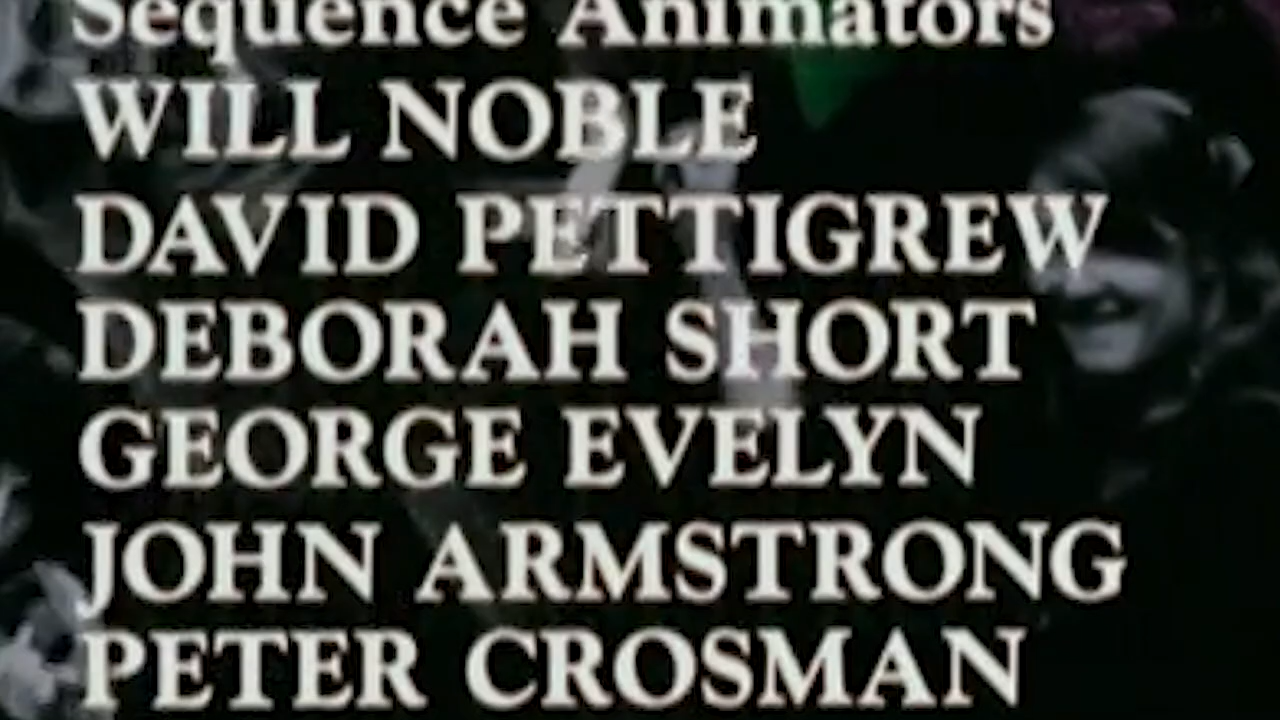 Sequence Animators
WILL NOBLE
DAVID PETTIGREW
DEBORAH SHORT
GEORGE EVELYN
JOHN ARMSTRONG
PETER CROSMAN